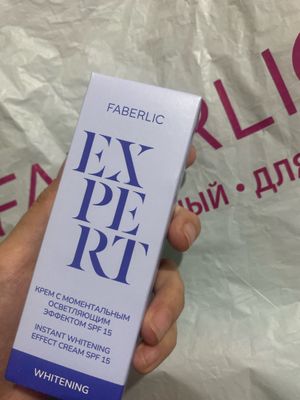 FABERLIC
EX
PE
RT
КРЕМ С МОМЕНТАЛЬНЫМ
ОСВЕТЛЯЮЩИМ
ЭФФЕКТОМ SPF 15
INSTANT WHITENING
EFFECT CREAM SPF 15
WHITENING
FABERLIC
ный • ДЛЯ